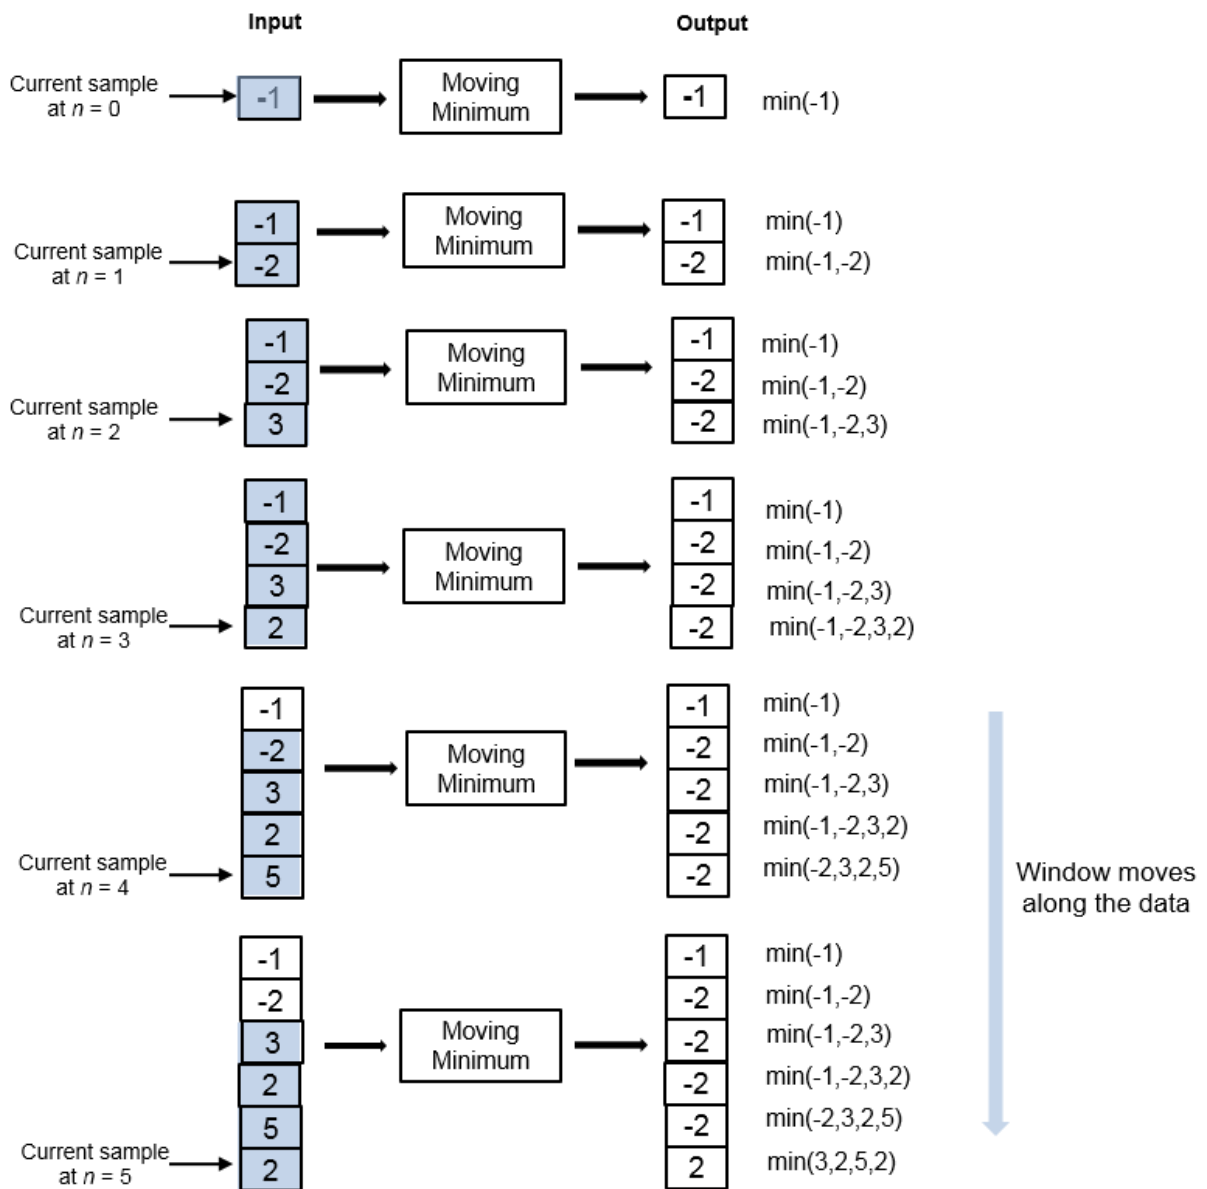 Input
Output
Current sample
at n = 0
-1
Moving
Minimum
-1
min(-1)
Current sample
at n = 1
-1
-2
Moving
Minimum
-1
-2
min(-1)
min(-1,-2)
Current sample
at n = 2
-1
-2
3
Moving
Minimum
-1
-2
-2
min(-1)
min(-1,-2)
min(-1,-2,3)
Current sample
at n = 3
-1
-2
3
2
Moving
Minimum
-1
-2
-2
-2
min(-1)
min(-1,-2)
min(-1,-2,3)
min(-1,-2,3,2)
Current sample
at n = 4
-1
-2
3
2
5
Moving
Minimum
-1
-2
-2
-2
-2
min(-1)
min(-1,-2)
min(-1,-2,3)
min(-1,-2,3,2)
min(-2,3,2,5)
Window moves
along the data
Current sample
at n = 5
-1
-2
3
2
5
2
Moving
Minimum
-1
-2
-2
-2
-2
2
min(-1)
min(-1,-2)
min(-1,-2,3)
min(-1,-2,3,2)
min(-2,3,2,5)
min(3,2,5,2)